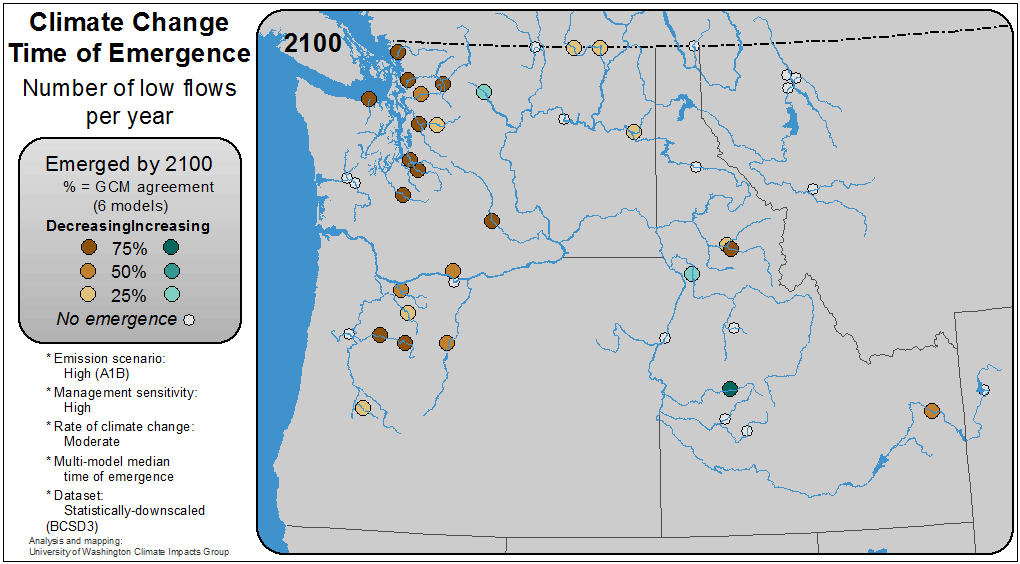 Climate Change
Time of Emergence
Number of low flows
per year
Emerged by 2100
% = GCM agreement
(6 models)
DecreasingIncreasing
75%
50%
25%
No emergence
* Emission scenario:
High (A1B)
* Management sensitivity:
High
* Rate of climate change:
Moderate
* Multi-model median
time of emergence
* Dataset:
Statistically-downscaled
(BCSD3)
Analysis and mapping:
University of Washington Climate Impacts Group
2100